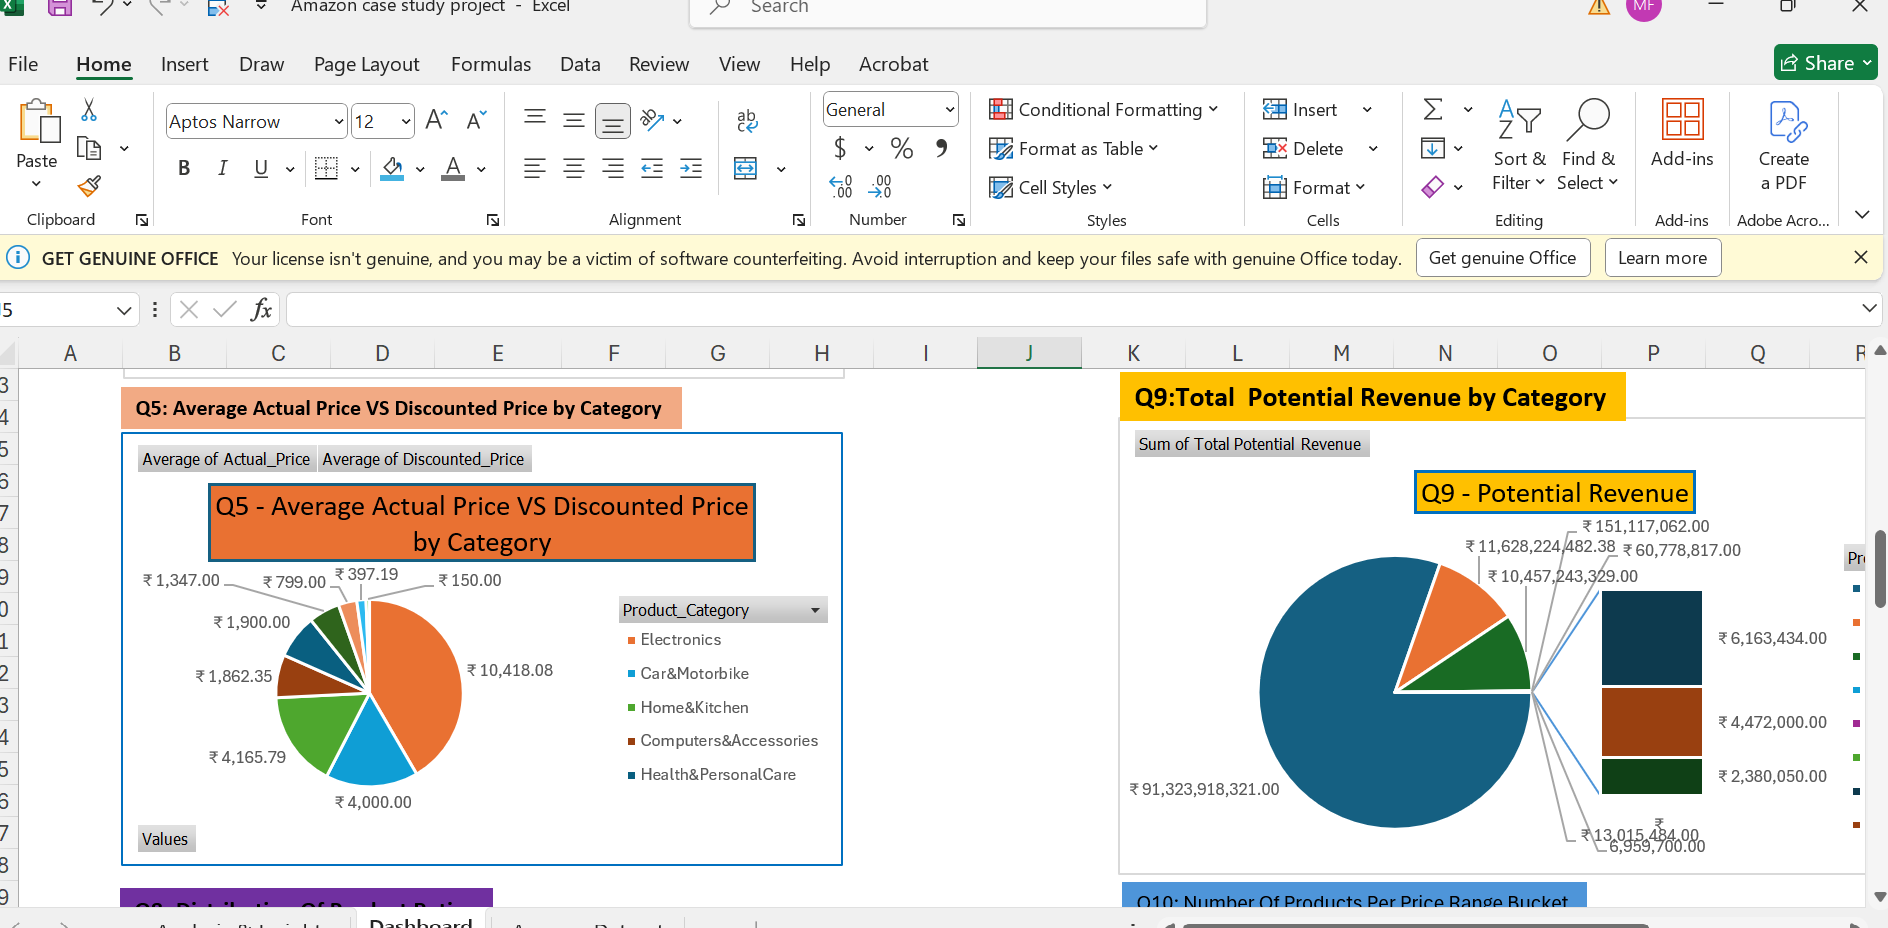 Amazon case study project - Excel
Search
MF
File Home Insert Draw Page Layout Formulas Data Review View Help Acrobat
Share
Paste
Aptos Narrow 12
B I U
General
Conditional Formatting
Format as Table
Cell Styles
Insert
Delete
Format
Sort & Filter
Find & Select
Add-ins
Create a PDF
Clipboard Font Alignment Number Styles Cells Editing Add-ins Adobe Acro...
GET GENUINE OFFICE Your license isn't genuine, and you may be a victim of software counterfeiting. Avoid interruption and keep your files safe with genuine Office today. Get genuine Office Learn more
fx
A B C D E F G H I J K L M N O P Q R
Q5: Average Actual Price VS Discounted Price by Category
Average of Actual_Price Average of Discounted_Price
Q5 - Average Actual Price VS Discounted Price
by Category
₹ 1,347.00
₹ 799.00
₹ 397.19
₹ 150.00
₹ 1,900.00
₹ 1,862.35
₹ 10,418.08
₹ 4,165.79
₹ 4,000.00
Product_Category
Electronics
Car&Motorbike
Home&Kitchen
Computers&Accessories
Health&PersonalCare
Values
Q9:Total Potential Revenue by Category
Sum of Total Potential Revenue
Q9 - Potential Revenue
₹ 151,117,062.00
₹ 11,628,224,482.38
₹ 60,778,817.00
₹ 10,457,243,329.00
₹ 6,163,434.00
₹ 4,472,000.00
₹ 2,380,050.00
₹ 91,323,918,321.00
₹ 13,015,484.00
₹ 6,959,700.00
Q10: Number Of Products Per Price Range Bucket
Dashboard